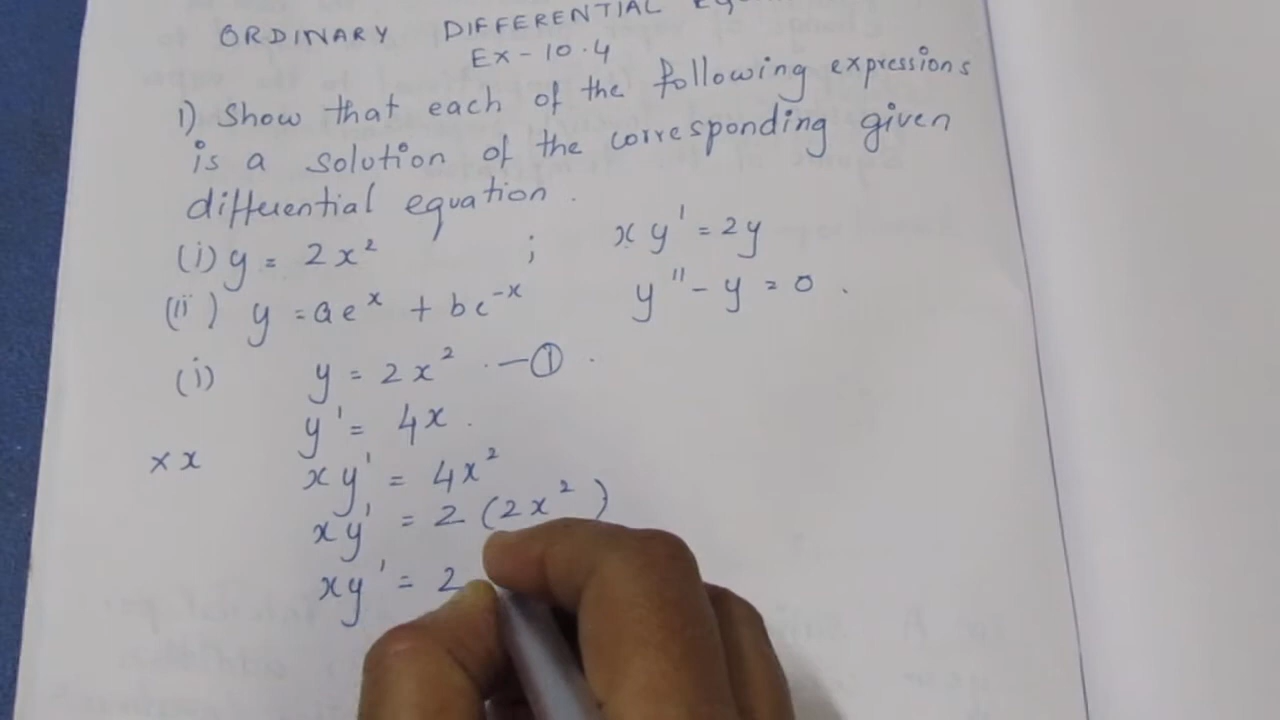 ORDINARY DIFFERENTIAL
Ex - 10.4
1) Show that each of the following expressions
is a solution of the corresponding given
differential equation.
(i) y = 2x² ; xy' = 2y
(ii) y = ae^x + be^-x y'' - y = 0.
(i) y = 2x² - ①.
y' = 4x.
× x xy' = 4x²
xy' = 2(2x²)
xy' = 2